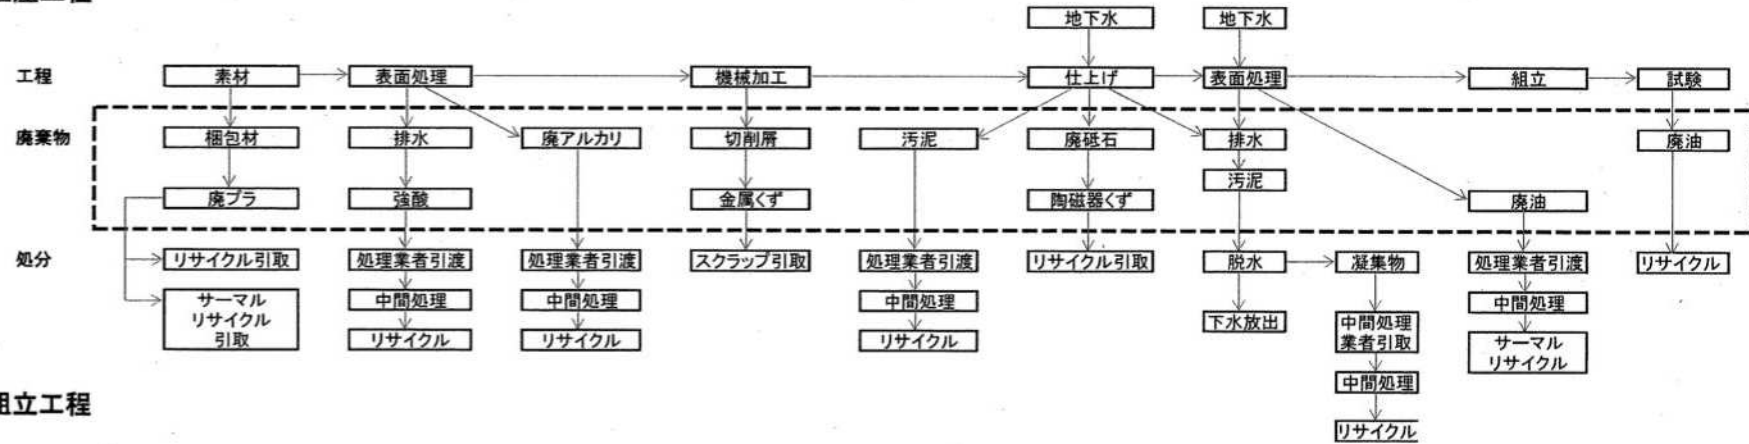 地下水
地下水
工程
素材
表面処理
機械加工
仕上げ
表面処理
組立
試験
廃棄物
梱包材
排水
廃アルカリ
切削屑
汚泥
廃砥石
排水
廃油
汚泥
廃プラ
強酸
金属くず
陶磁器くず
廃油
処分
リサイクル引取
処理業者引渡
処理業者引渡
スクラップ引取
処理業者引渡
リサイクル引取
脱水
凝集物
処理業者引渡
リサイクル
サーマル
リサイクル
引取
中間処理
中間処理
中間処理
中間処理
下水放出
中間処理
業者引取
リサイクル
リサイクル
リサイクル
サーマル
リサイクル
中間処理
組立工程
リサイクル